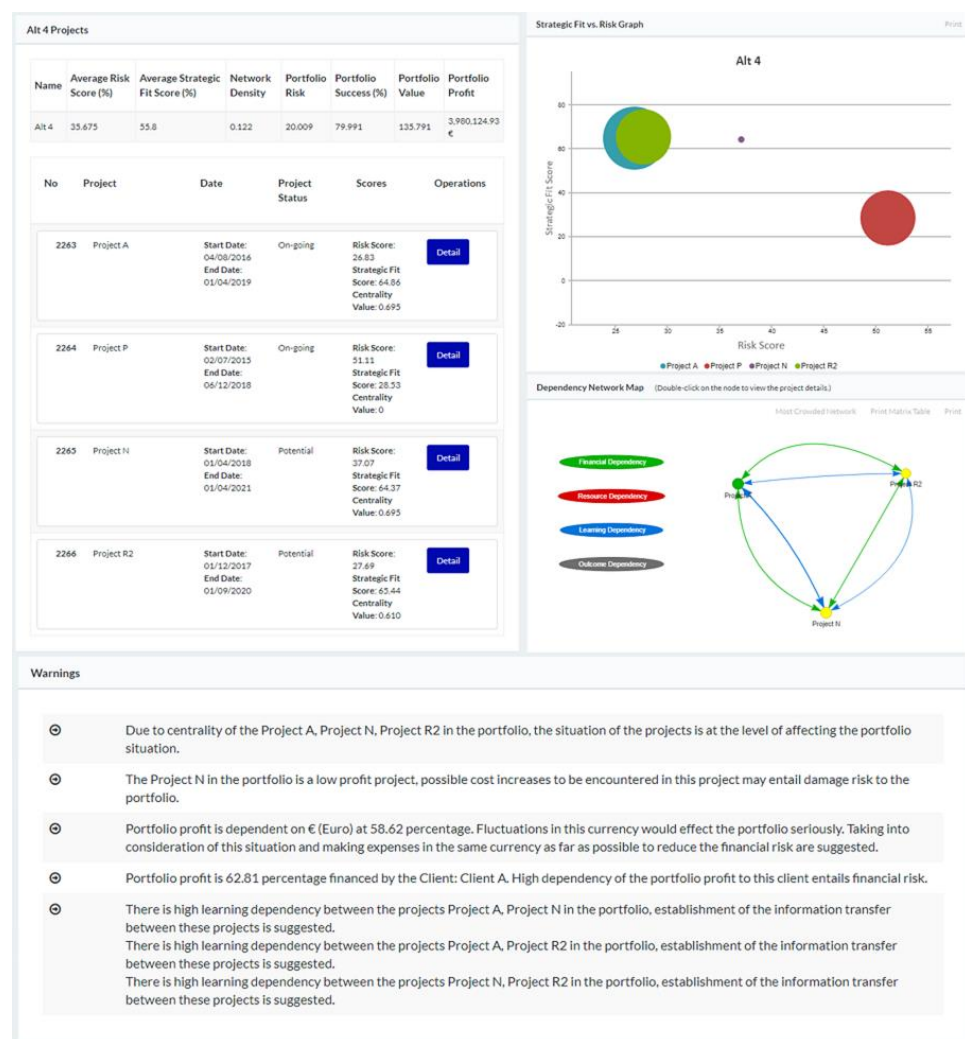 Alt 4 Projects
Name
Average Risk
Score (%)
Average Strategic
Fit Score (%)
Network
Density
Portfolio
Risk
Portfolio
Success (%)
Portfolio
Value
Portfolio
Profit
Alt 4
35.675
55.8
0.122
20.009
79.991
135.791
3,980,124.93
€
No
Project
Date
Project
Status
Scores
Operations
2263
Project A
Start Date:
04/08/2016
End Date:
01/04/2019
On-going
Risk Score:
26.83
Strategic Fit
Score: 64.86
Centrality
Value: 0.695
Detail
2264
Project P
Start Date:
02/07/2015
End Date:
06/12/2018
On-going
Risk Score:
51.11
Strategic Fit
Score: 28.53
Centrality
Value: 0
Detail
2265
Project N
Start Date:
01/04/2018
End Date:
01/04/2021
Potential
Risk Score:
37.07
Strategic Fit
Score: 64.37
Centrality
Value: 0.695
Detail
2266
Project R2
Start Date:
01/12/2017
End Date:
01/09/2020
Potential
Risk Score:
27.69
Strategic Fit
Score: 65.44
Centrality
Value: 0.610
Detail
Strategic Fit vs. Risk Graph
Print
Alt 4
Strategic Fit Score
80
60
40
20
0
-20
25
30
35
40
45
50
55
Risk Score
Project A Project P Project N Project R2
Dependency Network Map (Double-click on the node to view the project details.)
Most Crowded Network Print Matrix Table Print
Financial Dependency
Resource Dependency
Learning Dependency
Outcome Dependency
Project R2
Project N
Warnings
Due to centrality of the Project A, Project N, Project R2 in the portfolio, the situation of the projects is at the level of affecting the portfolio
situation.
The Project N in the portfolio is a low profit project, possible cost increases to be encountered in this project may entail damage risk to the
portfolio.
Portfolio profit is dependent on € (Euro) at 58.62 percentage. Fluctuations in this currency would effect the portfolio seriously. Taking into
consideration of this situation and making expenses in the same currency as far as possible to reduce the financial risk are suggested.
Portfolio profit is 62.81 percentage financed by the Client: Client A. High dependency of the portfolio profit to this client entails financial risk.
There is high learning dependency between the projects Project A, Project N in the portfolio, establishment of the information transfer
between these projects is suggested.
There is high learning dependency between the projects Project A, Project R2 in the portfolio, establishment of the information transfer
between these projects is suggested.
There is high learning dependency between the projects Project N, Project R2 in the portfolio, establishment of the information transfer
between these projects is suggested.